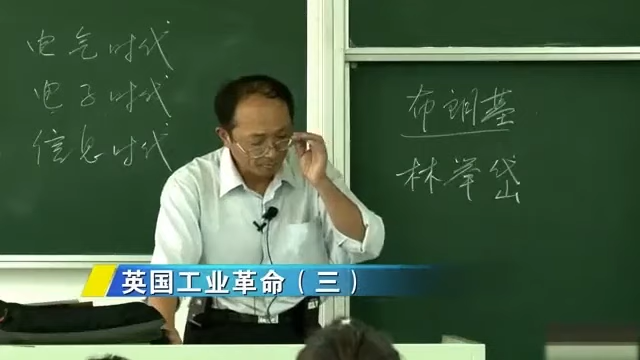 电气时代
电子时代
信息时代
布朗基
林举岱
英国工业革命（三）